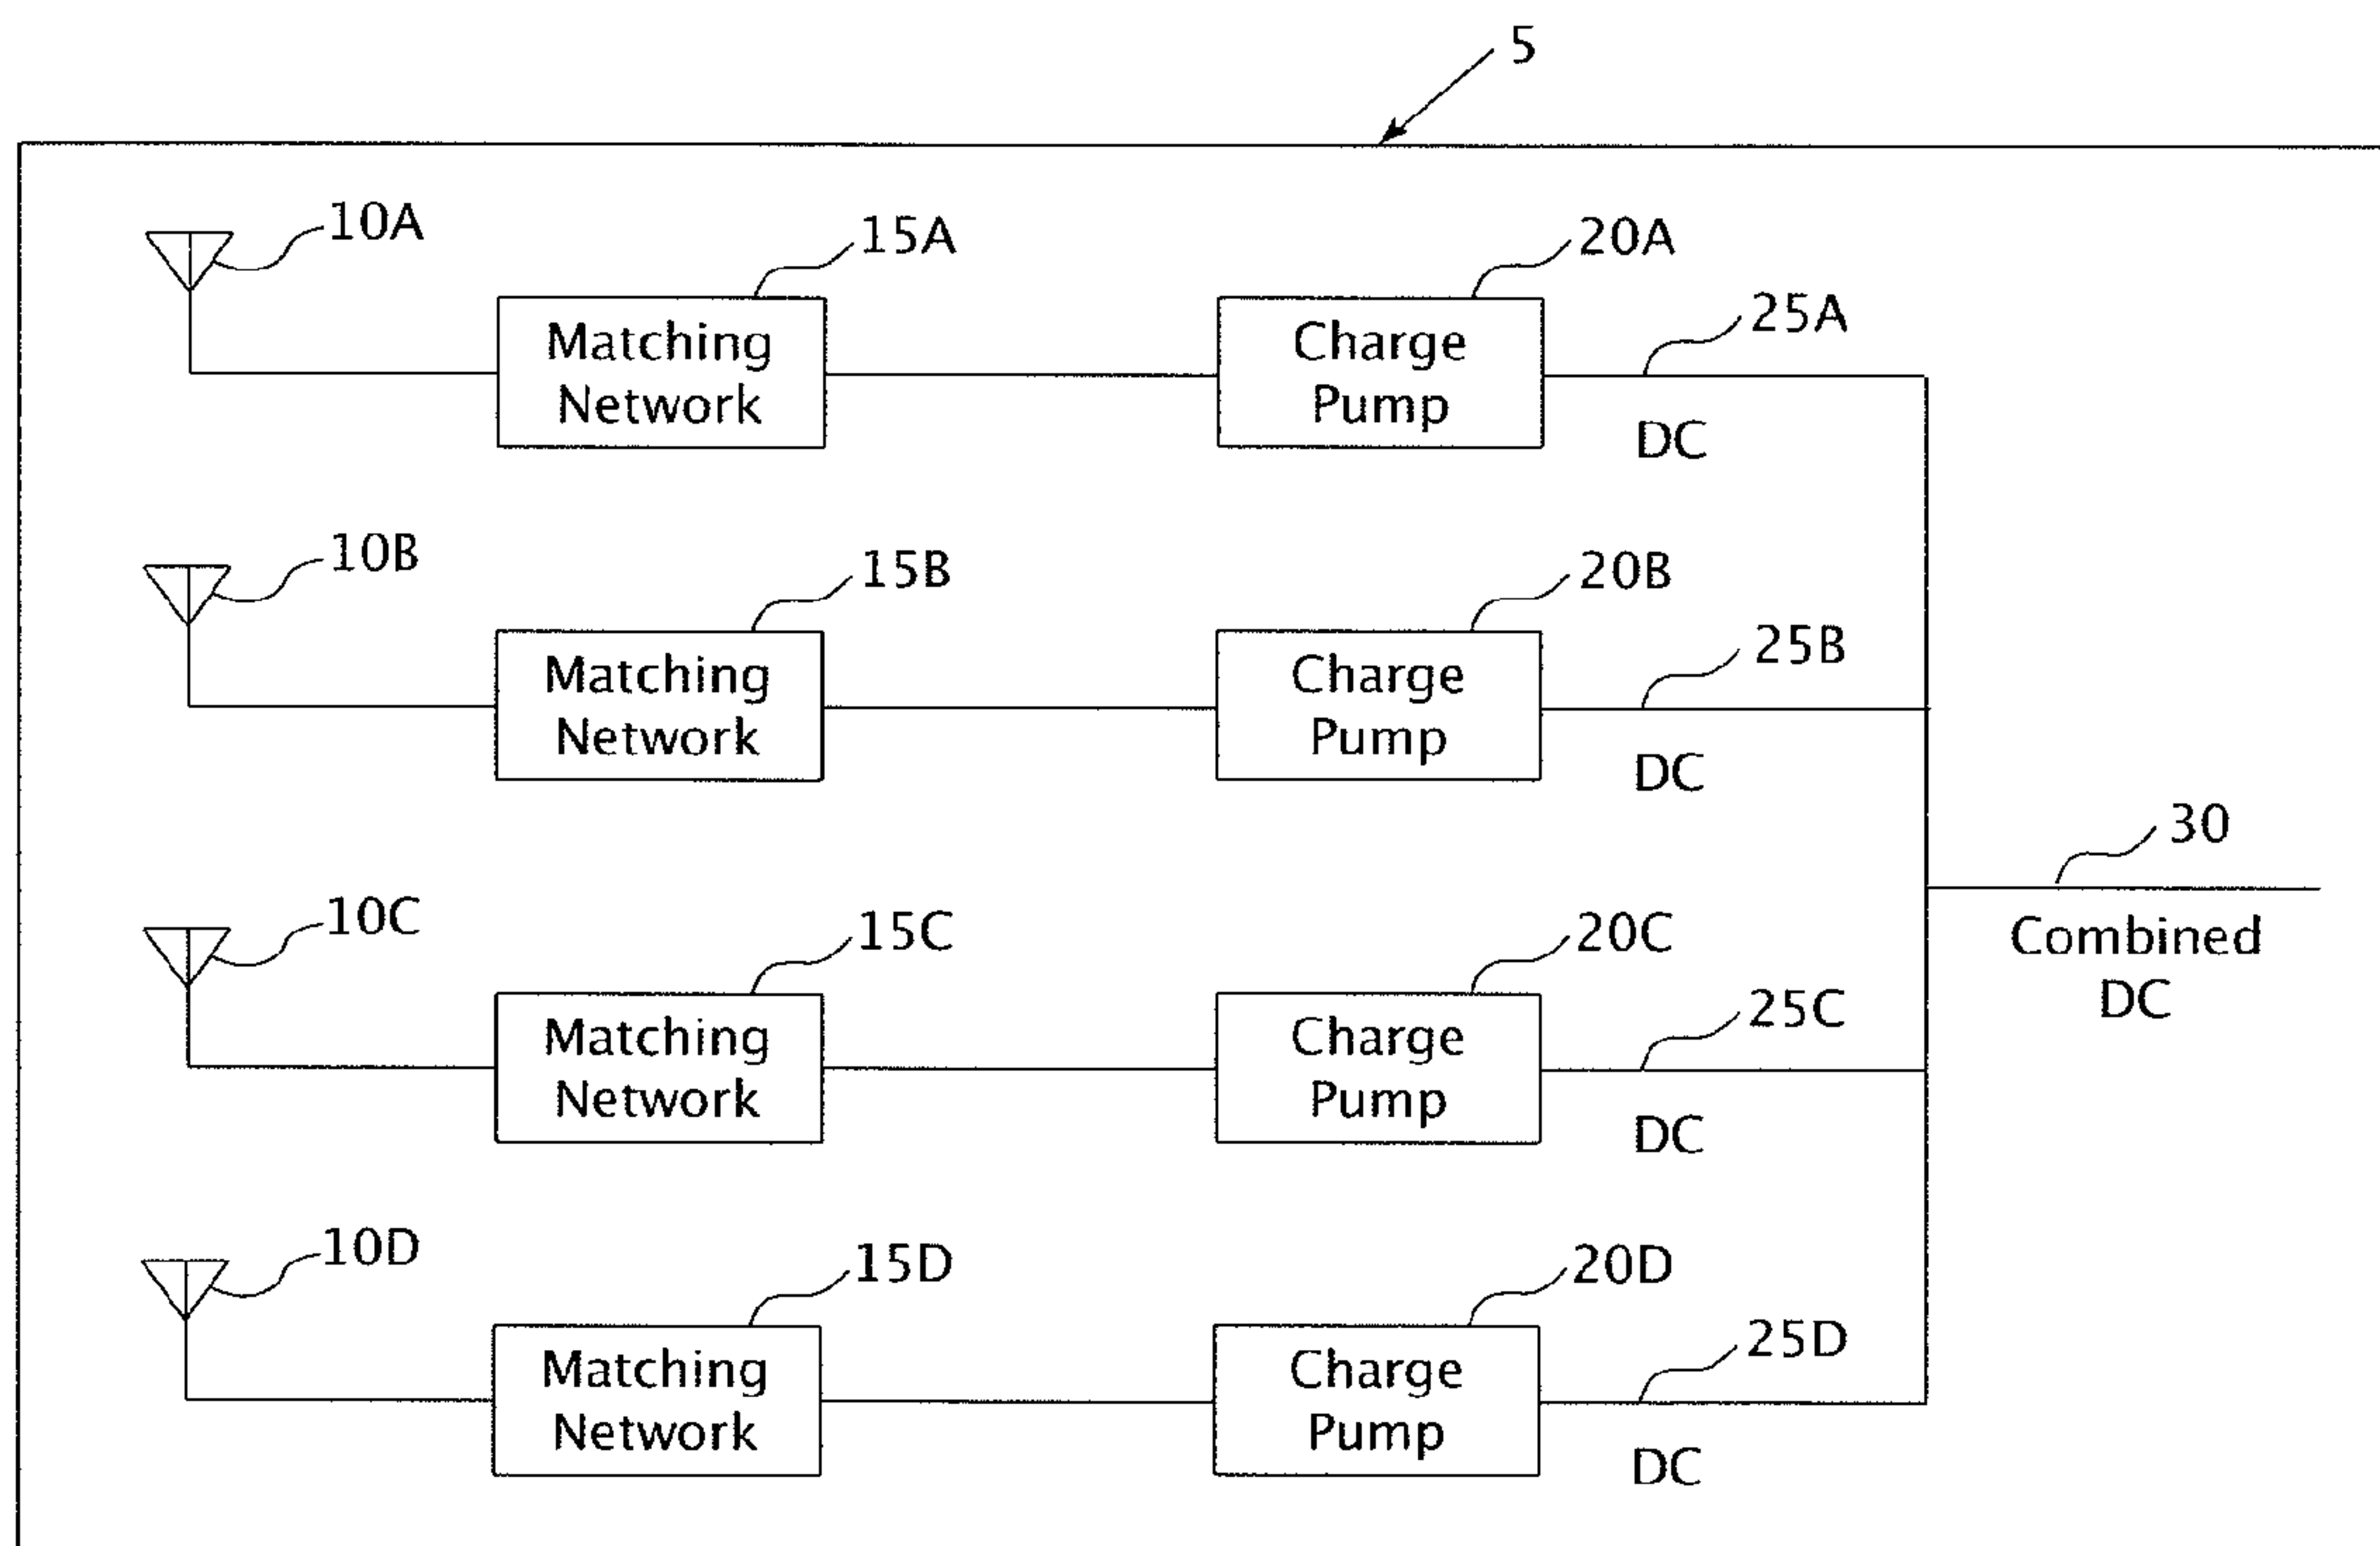 5
10A
15A
20A
25A
Matching
Network
Charge
Pump
DC
10B
15B
20B
25B
Matching
Network
Charge
Pump
DC
30
Combined
DC
10C
15C
20C
25C
Matching
Network
Charge
Pump
DC
10D
15D
20D
25D
Matching
Network
Charge
Pump
DC